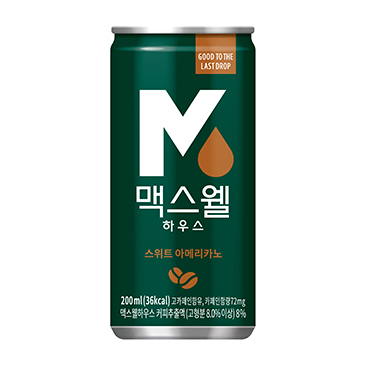 GOOD TO THE
LAST DROP
M
맥스웰
하우스
스위트 아메리카노
200ml(36kcal) 고카페인함유, 카페인함량72mg
맥스웰하우스 커피추출액(고형분 8.0%이상) 8%